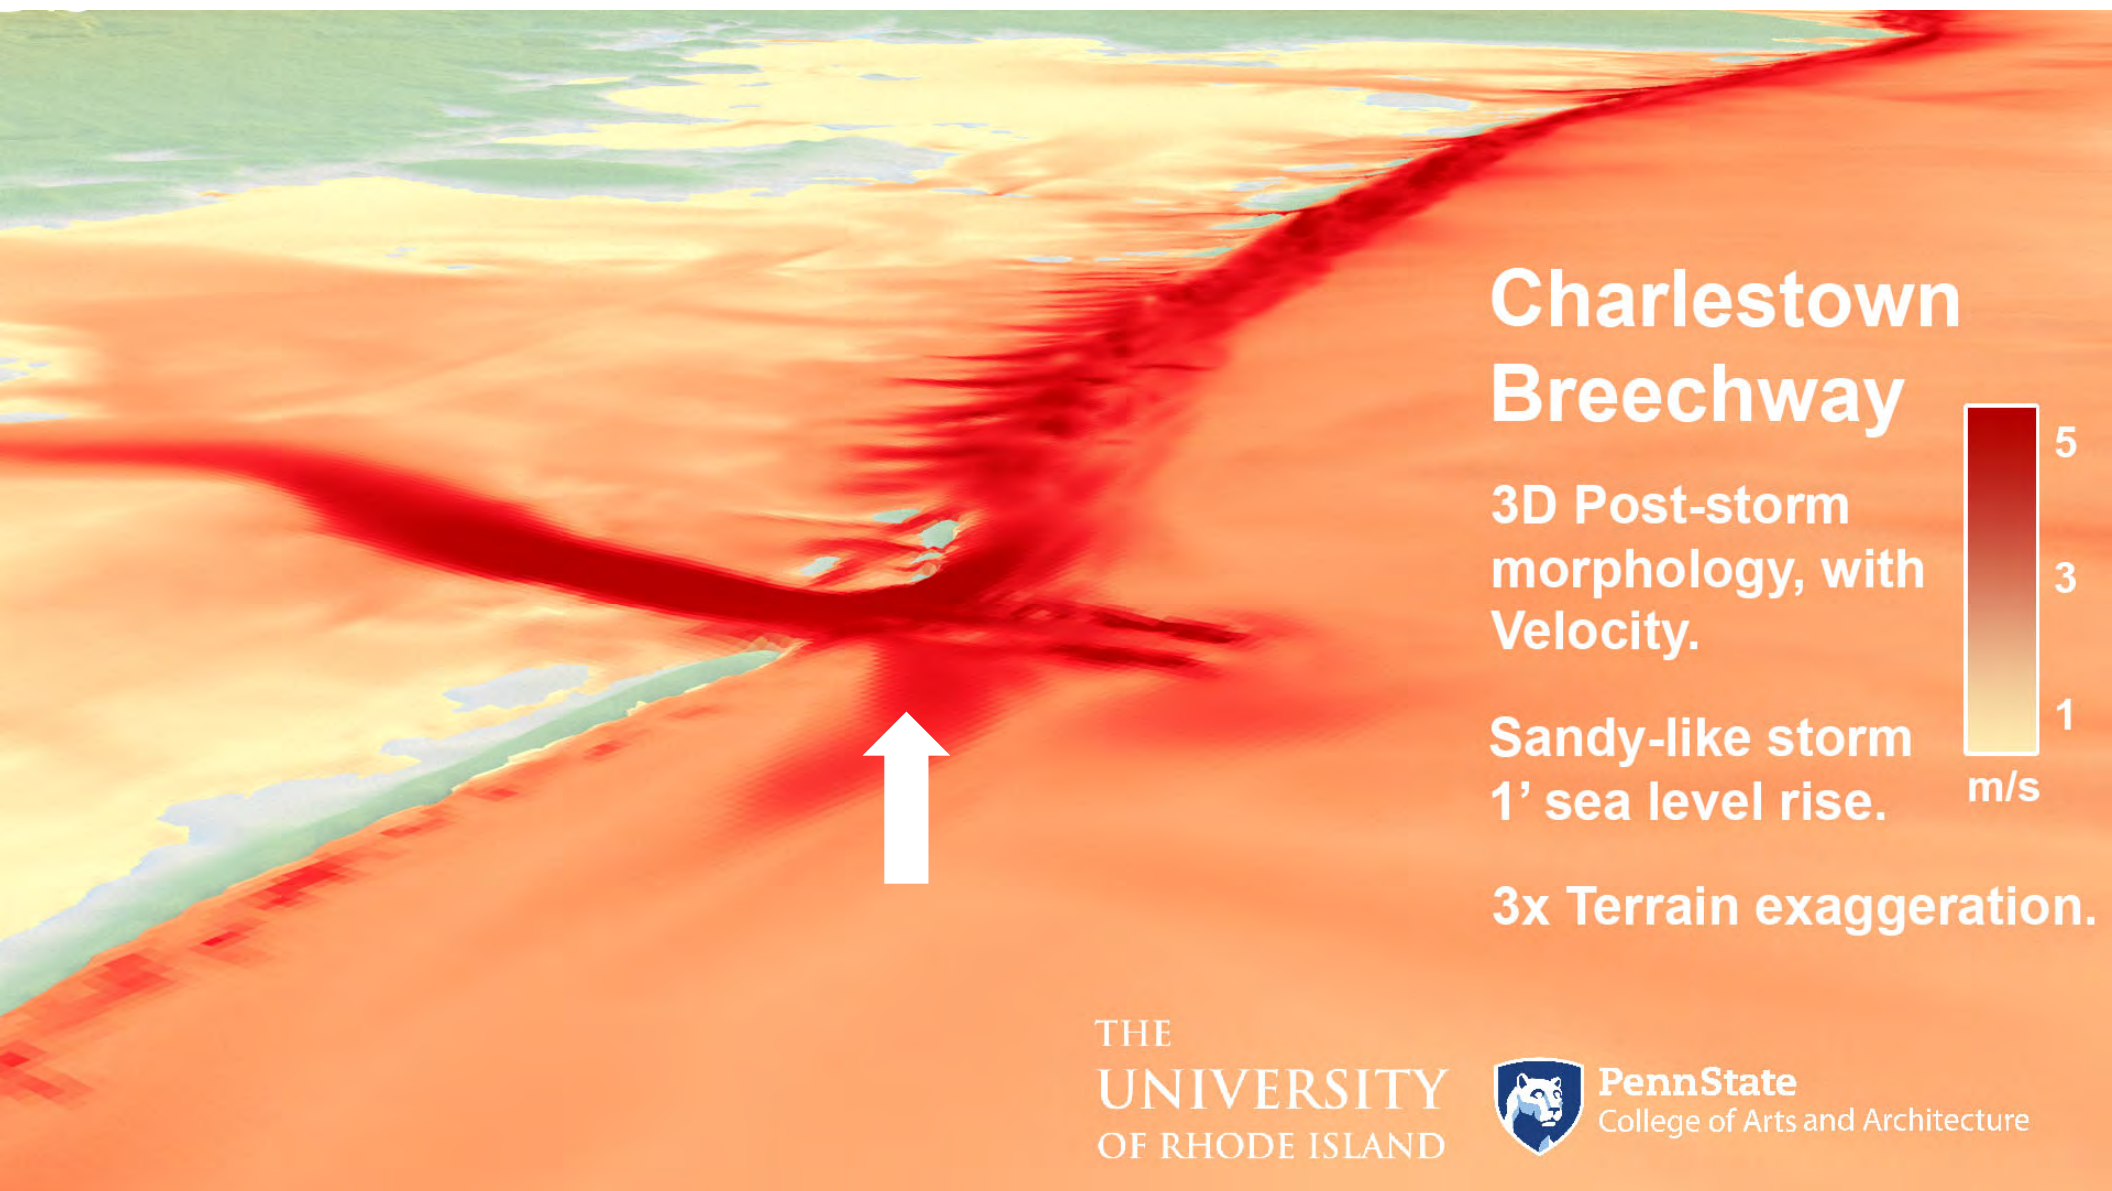 Charlestown
Breechway
3D Post-storm
morphology, with
Velocity.
Sandy-like storm
1’ sea level rise.
3x Terrain exaggeration.
5
3
1
m/s
THE
UNIVERSITY
OF RHODE ISLAND
PennState
College of Arts and Architecture